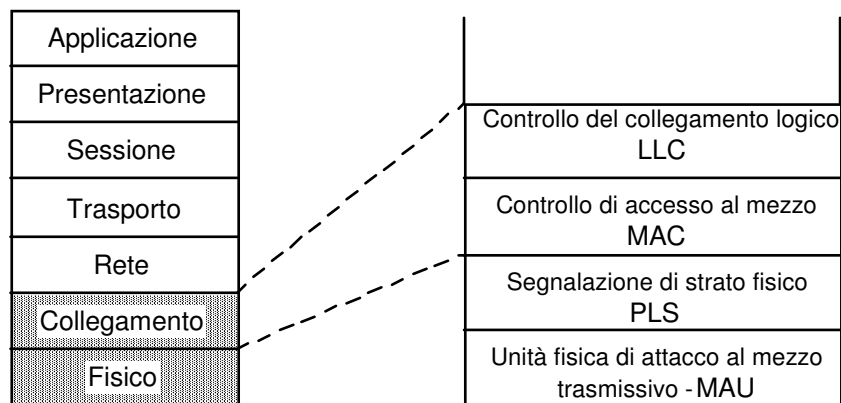 Applicazione
Presentazione
Sessione
Trasporto
Rete
Collegamento
Fisico
Controllo del collegamento logico
LLC
Controllo di accesso al mezzo
MAC
Segnalazione di strato fisico
PLS
Unità fisica di attacco al mezzo
trasmissivo - MAU